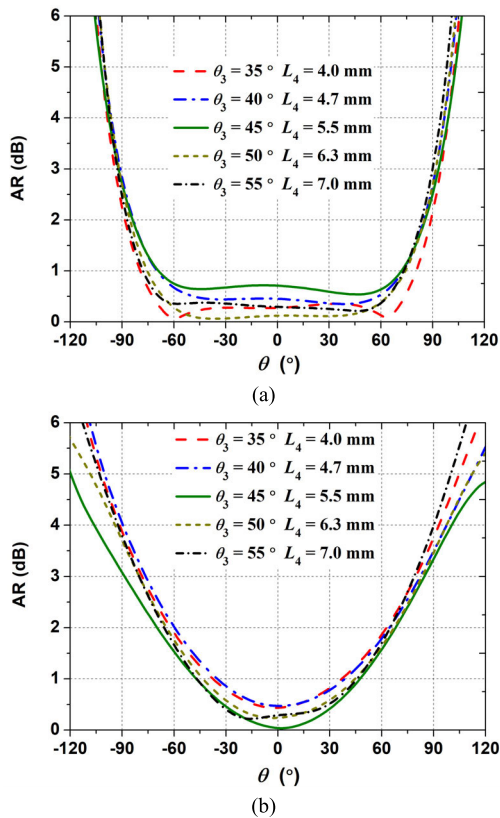 6
5
4
3
2
1
0
AR (dB)
θ3 = 35 ° L4 = 4.0 mm
θ3 = 40 ° L4 = 4.7 mm
θ3 = 45 ° L4 = 5.5 mm
θ3 = 50 ° L4 = 6.3 mm
θ3 = 55 ° L4 = 7.0 mm
-120 -90 -60 -30 0 30 60 90 120
θ (°)
(a)
6
5
4
3
2
1
0
AR (dB)
θ3 = 35 ° L4 = 4.0 mm
θ3 = 40 ° L4 = 4.7 mm
θ3 = 45 ° L4 = 5.5 mm
θ3 = 50 ° L4 = 6.3 mm
θ3 = 55 ° L4 = 7.0 mm
-120 -90 -60 -30 0 30 60 90 120
θ (°)
(b)